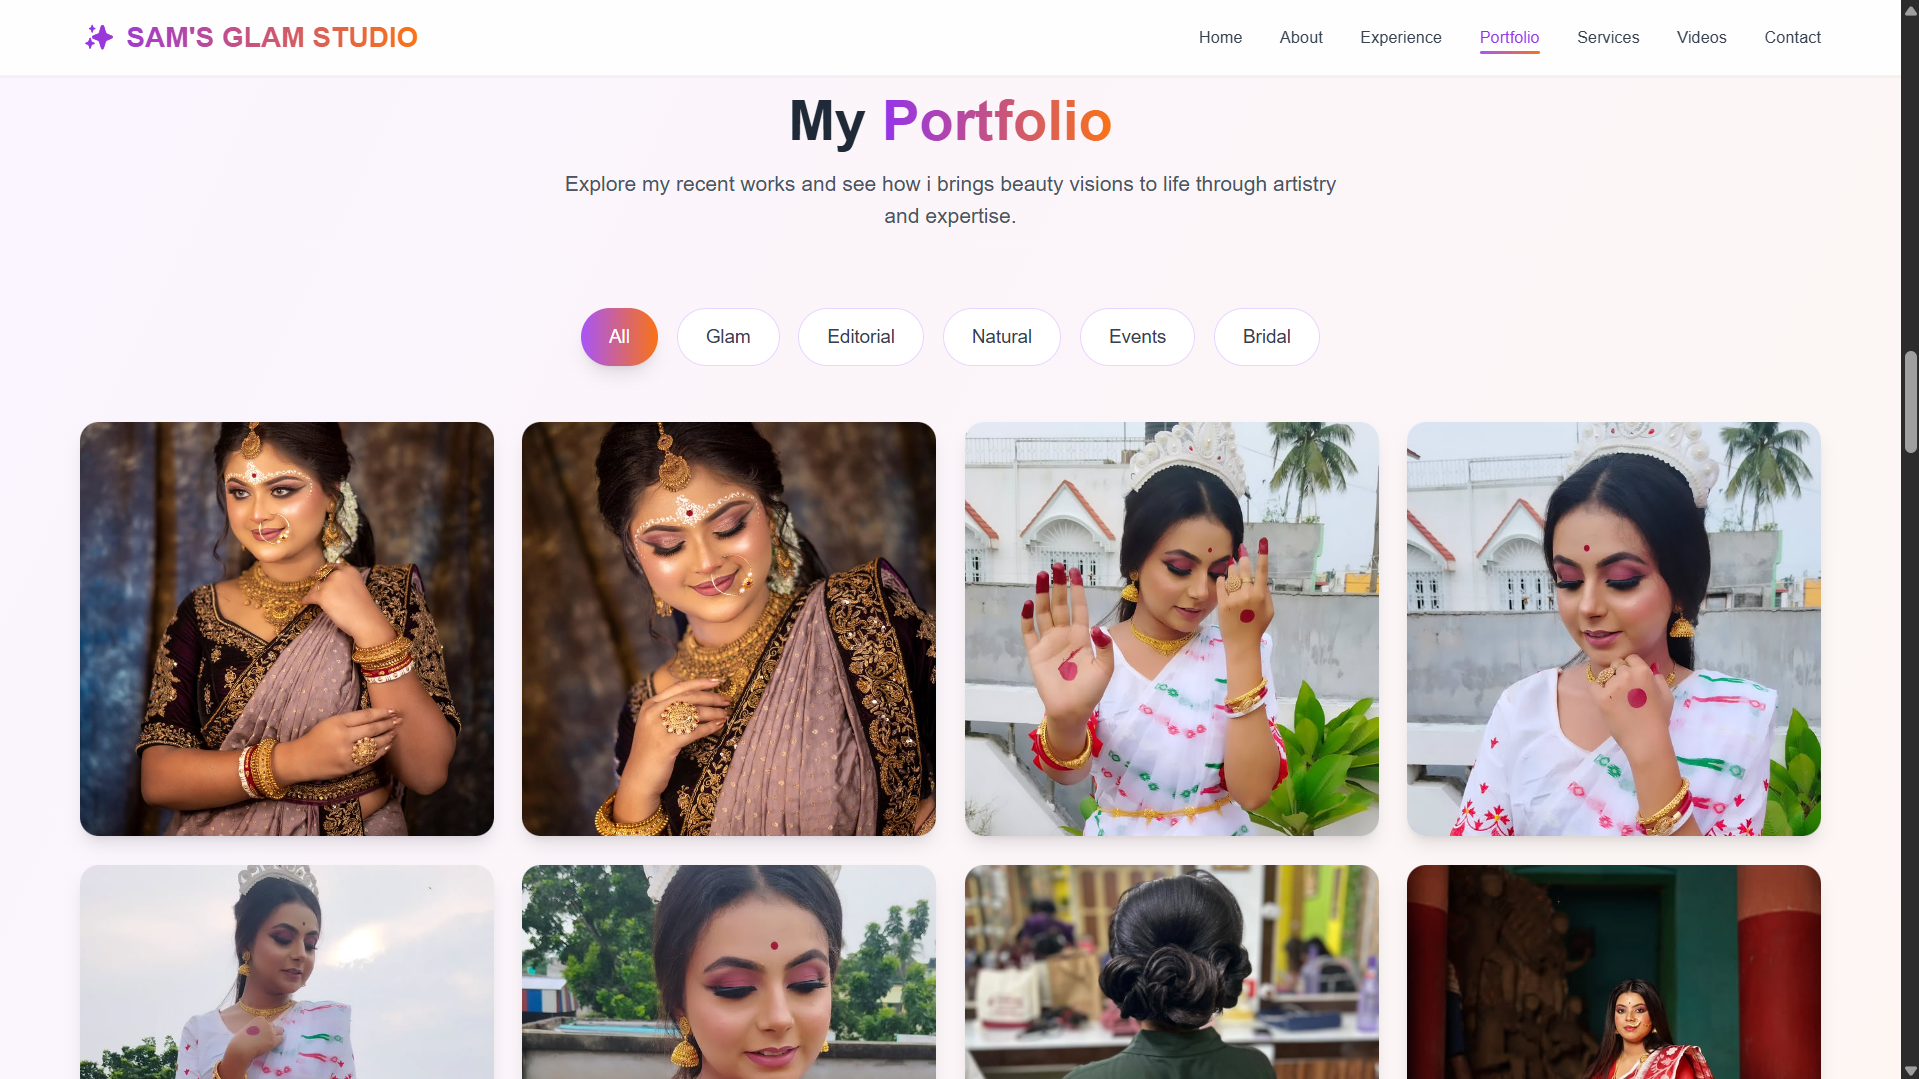 SAM'S GLAM STUDIO
Home About Experience Portfolio Services Videos Contact
My Portfolio
Explore my recent works and see how i brings beauty visions to life through artistry
and expertise.
All Glam Editorial Natural Events Bridal